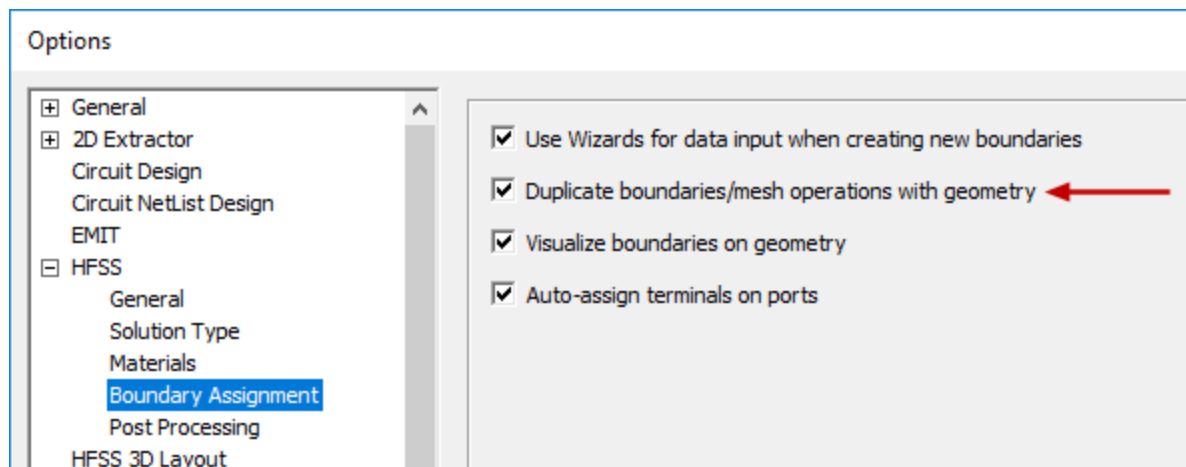 Options
General
2D Extractor
Circuit Design
Circuit NetList Design
EMIT
HFSS
General
Solution Type
Materials
Boundary Assignment
Post Processing
HFSS 3D Layout
Use Wizards for data input when creating new boundaries
Duplicate boundaries/mesh operations with geometry
Visualize boundaries on geometry
Auto-assign terminals on ports